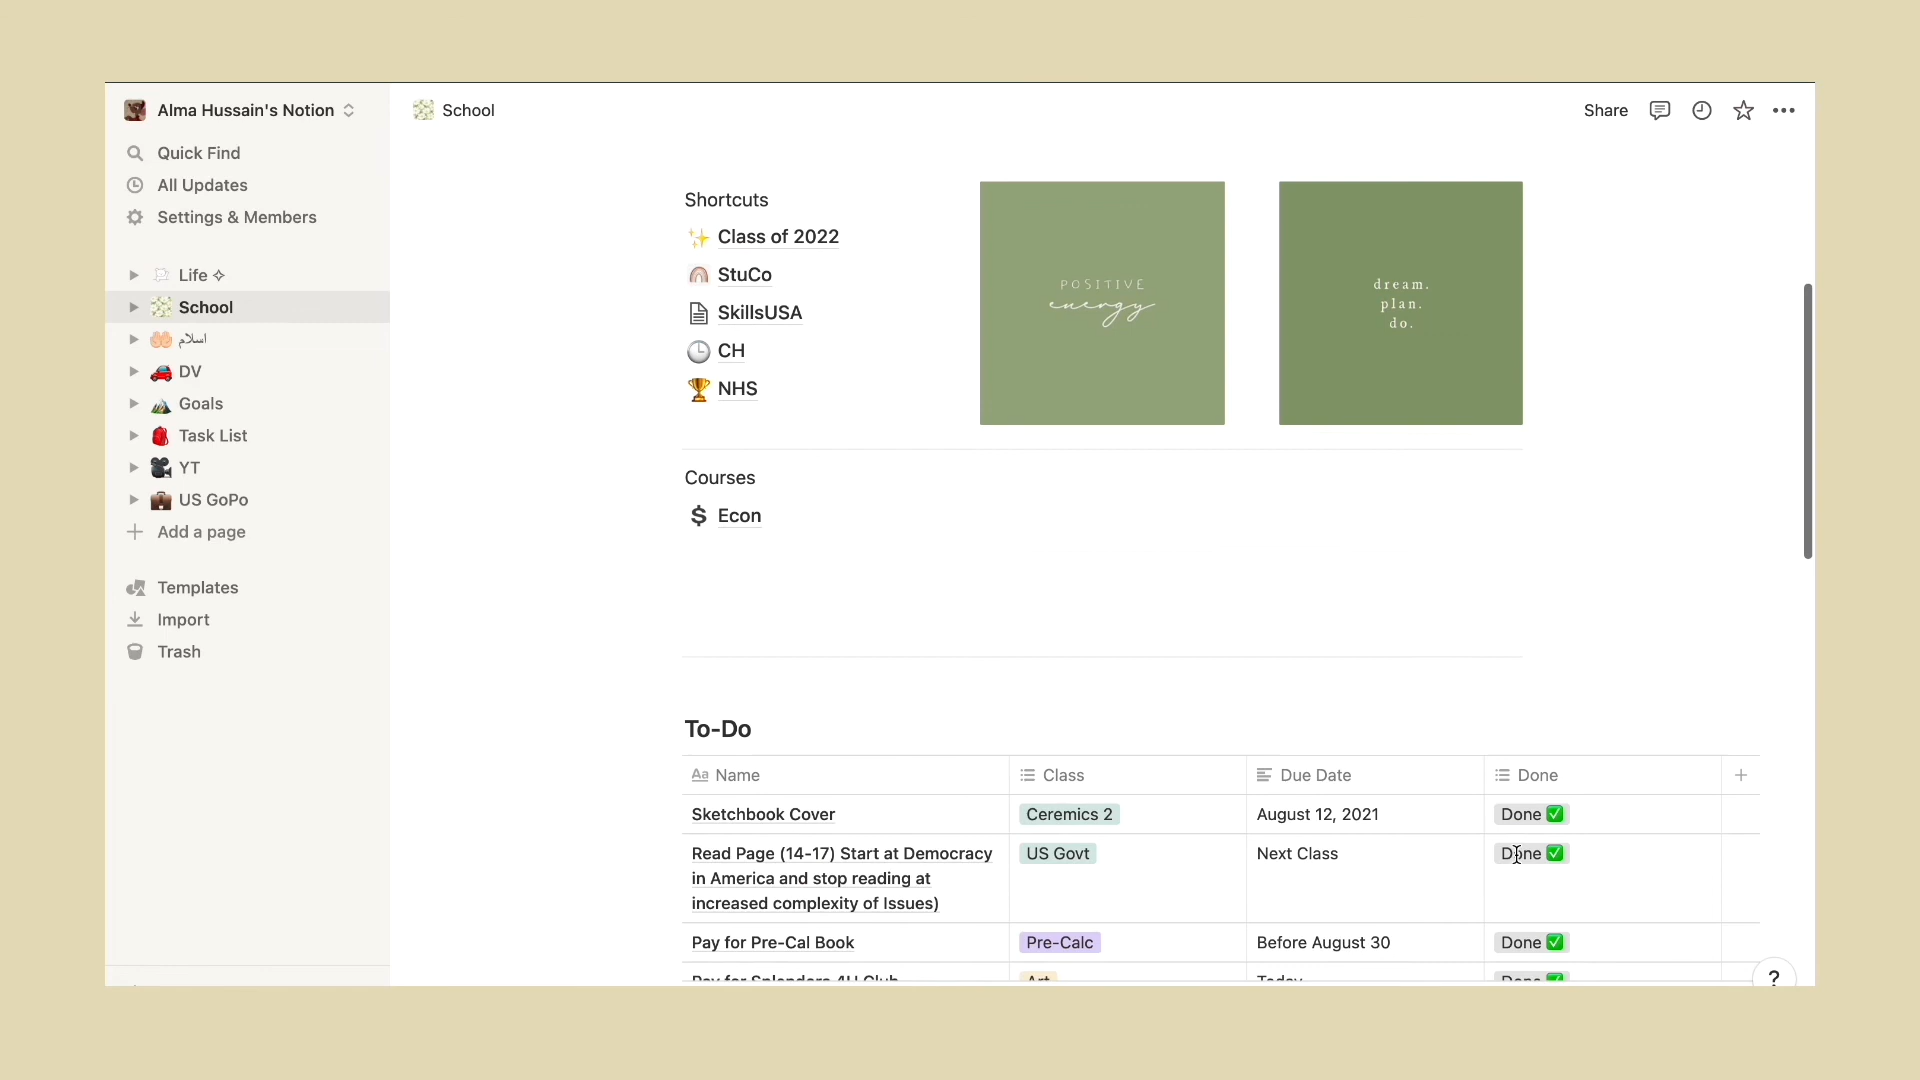 Alma Hussain's Notion
Quick Find
All Updates
Settings & Members
Life ✧
School
اسلام
DV
Goals
Task List
YT
US GoPo
Add a page
Templates
Import
Trash
School
Share
Shortcuts
Class of 2022
StuCo
SkillsUSA
CH
NHS
POSITIVE
energy
dream.
plan.
do.
Courses
Econ
To-Do
Aa Name Class Due Date Done
Sketchbook Cover Ceremics 2 August 12, 2021 Done ✅
Read Page (14-17) Start at Democracy US Govt Next Class Done ✅
in America and stop reading at
increased complexity of Issues)
Pay for Pre-Cal Book Pre-Calc Before August 30 Done ✅
Art Today Done ✅
?